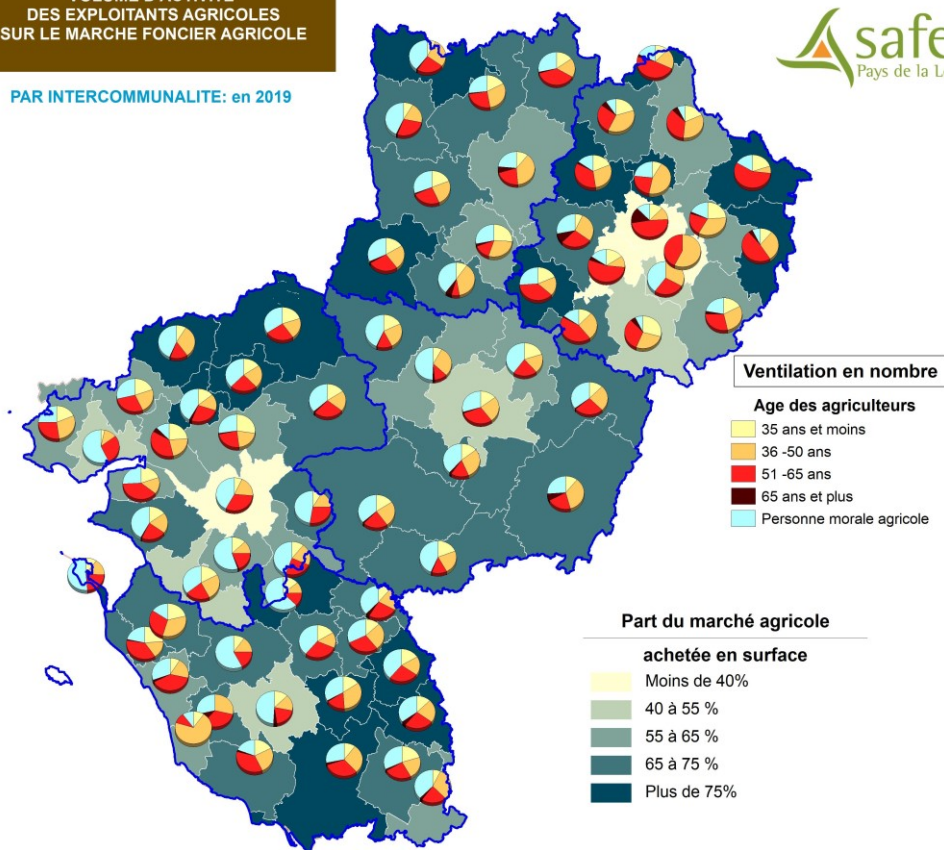 DES EXPLOITANTS AGRICOLES
SUR LE MARCHE FONCIER AGRICOLE
PAR INTERCOMMUNALITE: en 2019
safe
Pays de la L
Ventilation en nombre
Age des agriculteurs
35 ans et moins
36 -50 ans
51 -65 ans
65 ans et plus
Personne morale agricole
Part du marché agricole
achetée en surface
Moins de 40%
40 à 55 %
55 à 65 %
65 à 75 %
Plus de 75%